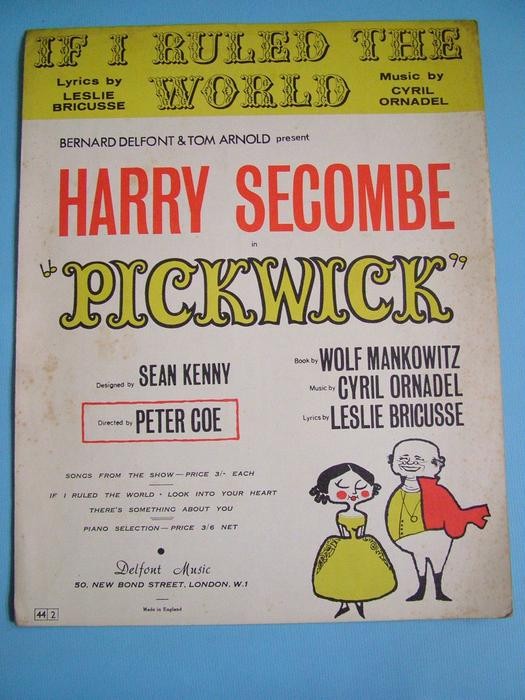 IF I RULED THE
WORLD
Lyrics by
LESLIE
BRICUSSE
Music by
CYRIL
ORNADEL
BERNARD DELFONT & TOM ARNOLD present
HARRY SECOMBE
in
"PICKWICK"
Designed by SEAN KENNY
Directed by PETER COE
Book by WOLF MANKOWITZ
Music by CYRIL ORNADEL
Lyrics by LESLIE BRICUSSE
SONGS FROM THE SHOW — PRICE 3/- EACH
IF I RULED THE WORLD · LOOK INTO YOUR HEART
THERE'S SOMETHING ABOUT YOU
PIANO SELECTION — PRICE 3/6 NET
Delfont Music
50, NEW BOND STREET, LONDON, W.1
Made in England
44 2